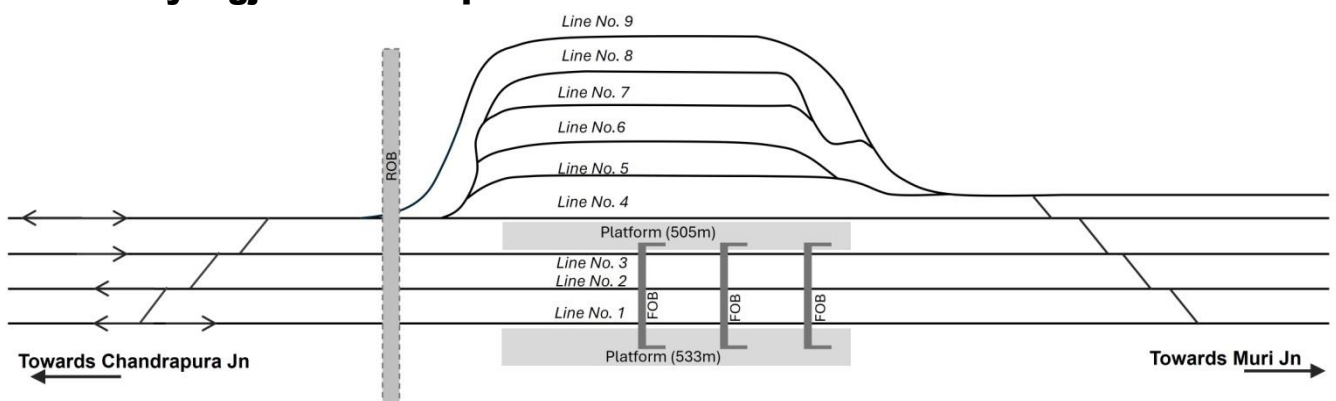 Line No. 9
Line No. 8
Line No. 7
Line No.6
Line No. 5
Line No. 4
ROB
Platform (505m)
Line No. 3
Line No. 2
Line No. 1
FOB
FOB
FOB
Platform (533m)
Towards Chandrapura Jn
Towards Muri Jn